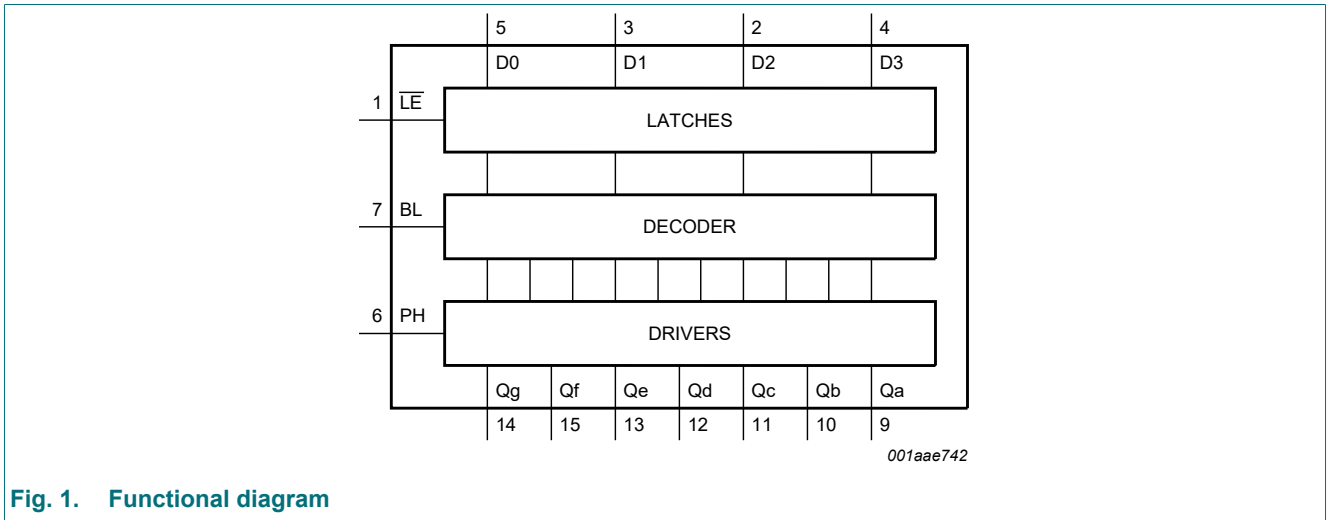 5 3 2 4
D0 D1 D2 D3
1 L̅E̅
LATCHES
7 BL
DECODER
6 PH
DRIVERS
Qg Qf Qe Qd Qc Qb Qa
14 15 13 12 11 10 9
001aae742
Fig. 1. Functional diagram